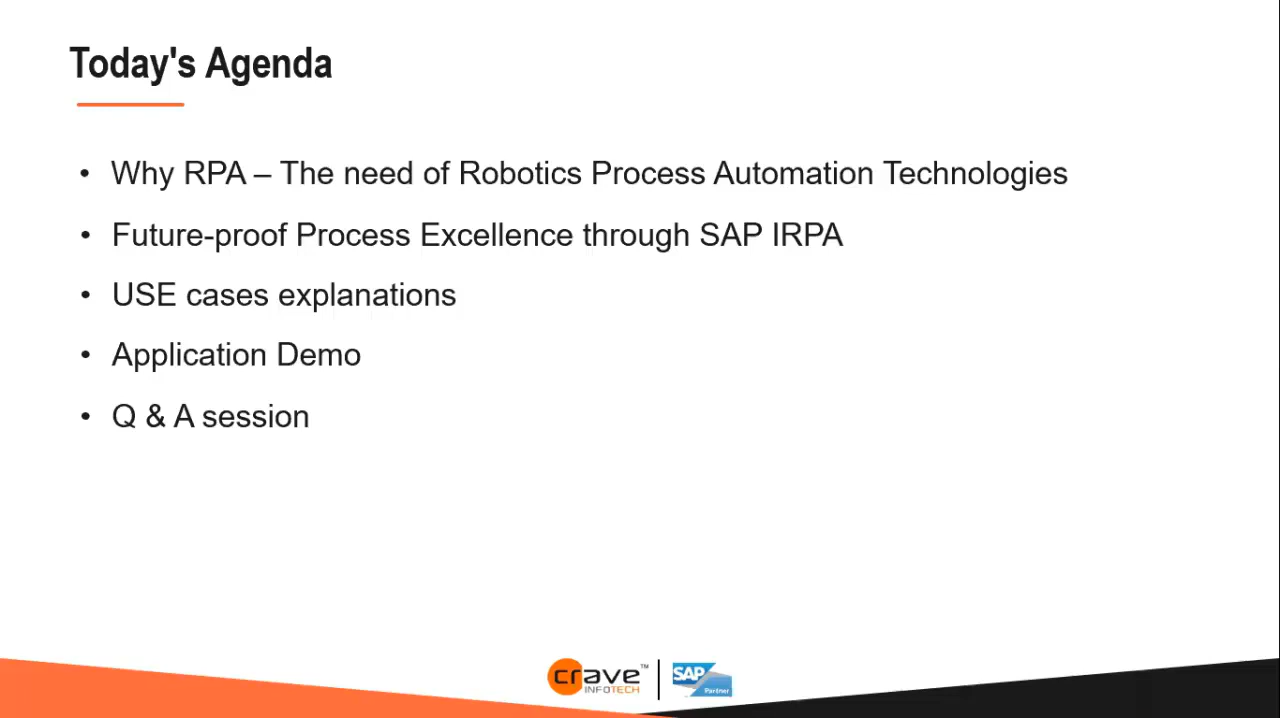 Today's Agenda
• Why RPA – The need of Robotics Process Automation Technologies
• Future-proof Process Excellence through SAP IRPA
• USE cases explanations
• Application Demo
• Q & A session
crave™
INFOTECH
SAP
Partner